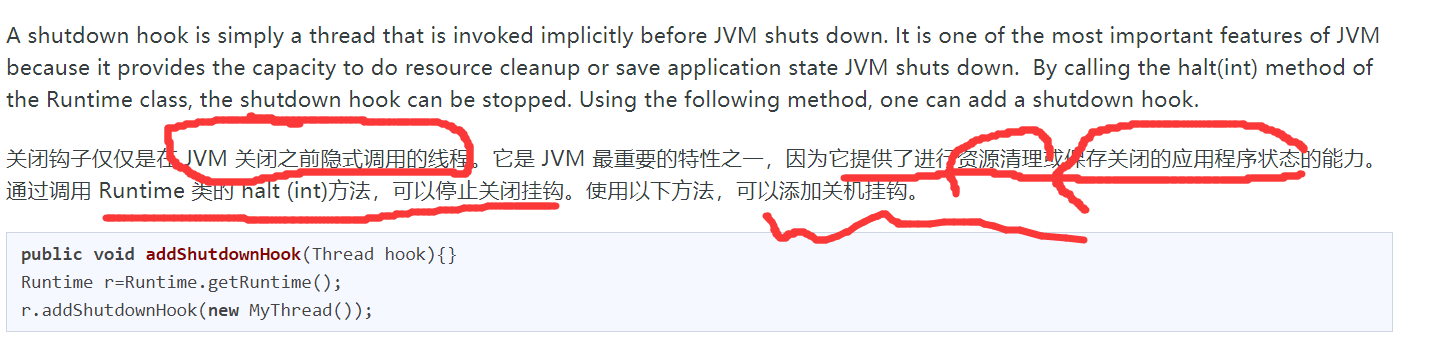 A shutdown hook is simply a thread that is invoked implicitly before JVM shuts down. It is one of the most important features of JVM
because it provides the capacity to do resource cleanup or save application state JVM shuts down.  By calling the halt(int) method of
the Runtime class, the shutdown hook can be stopped. Using the following method, one can add a shutdown hook.
关闭钩子仅仅是在 JVM 关闭之前隐式调用的线程。它是 JVM 最重要的特性之一，因为它提供了进行资源清理或保存关闭的应用程序状态的能力。
通过调用 Runtime 类的 halt (int)方法，可以停止关闭挂钩。使用以下方法，可以添加关机挂钩。
public void addShutdownHook(Thread hook){}
Runtime r=Runtime.getRuntime();
r.addShutdownHook(new MyThread());